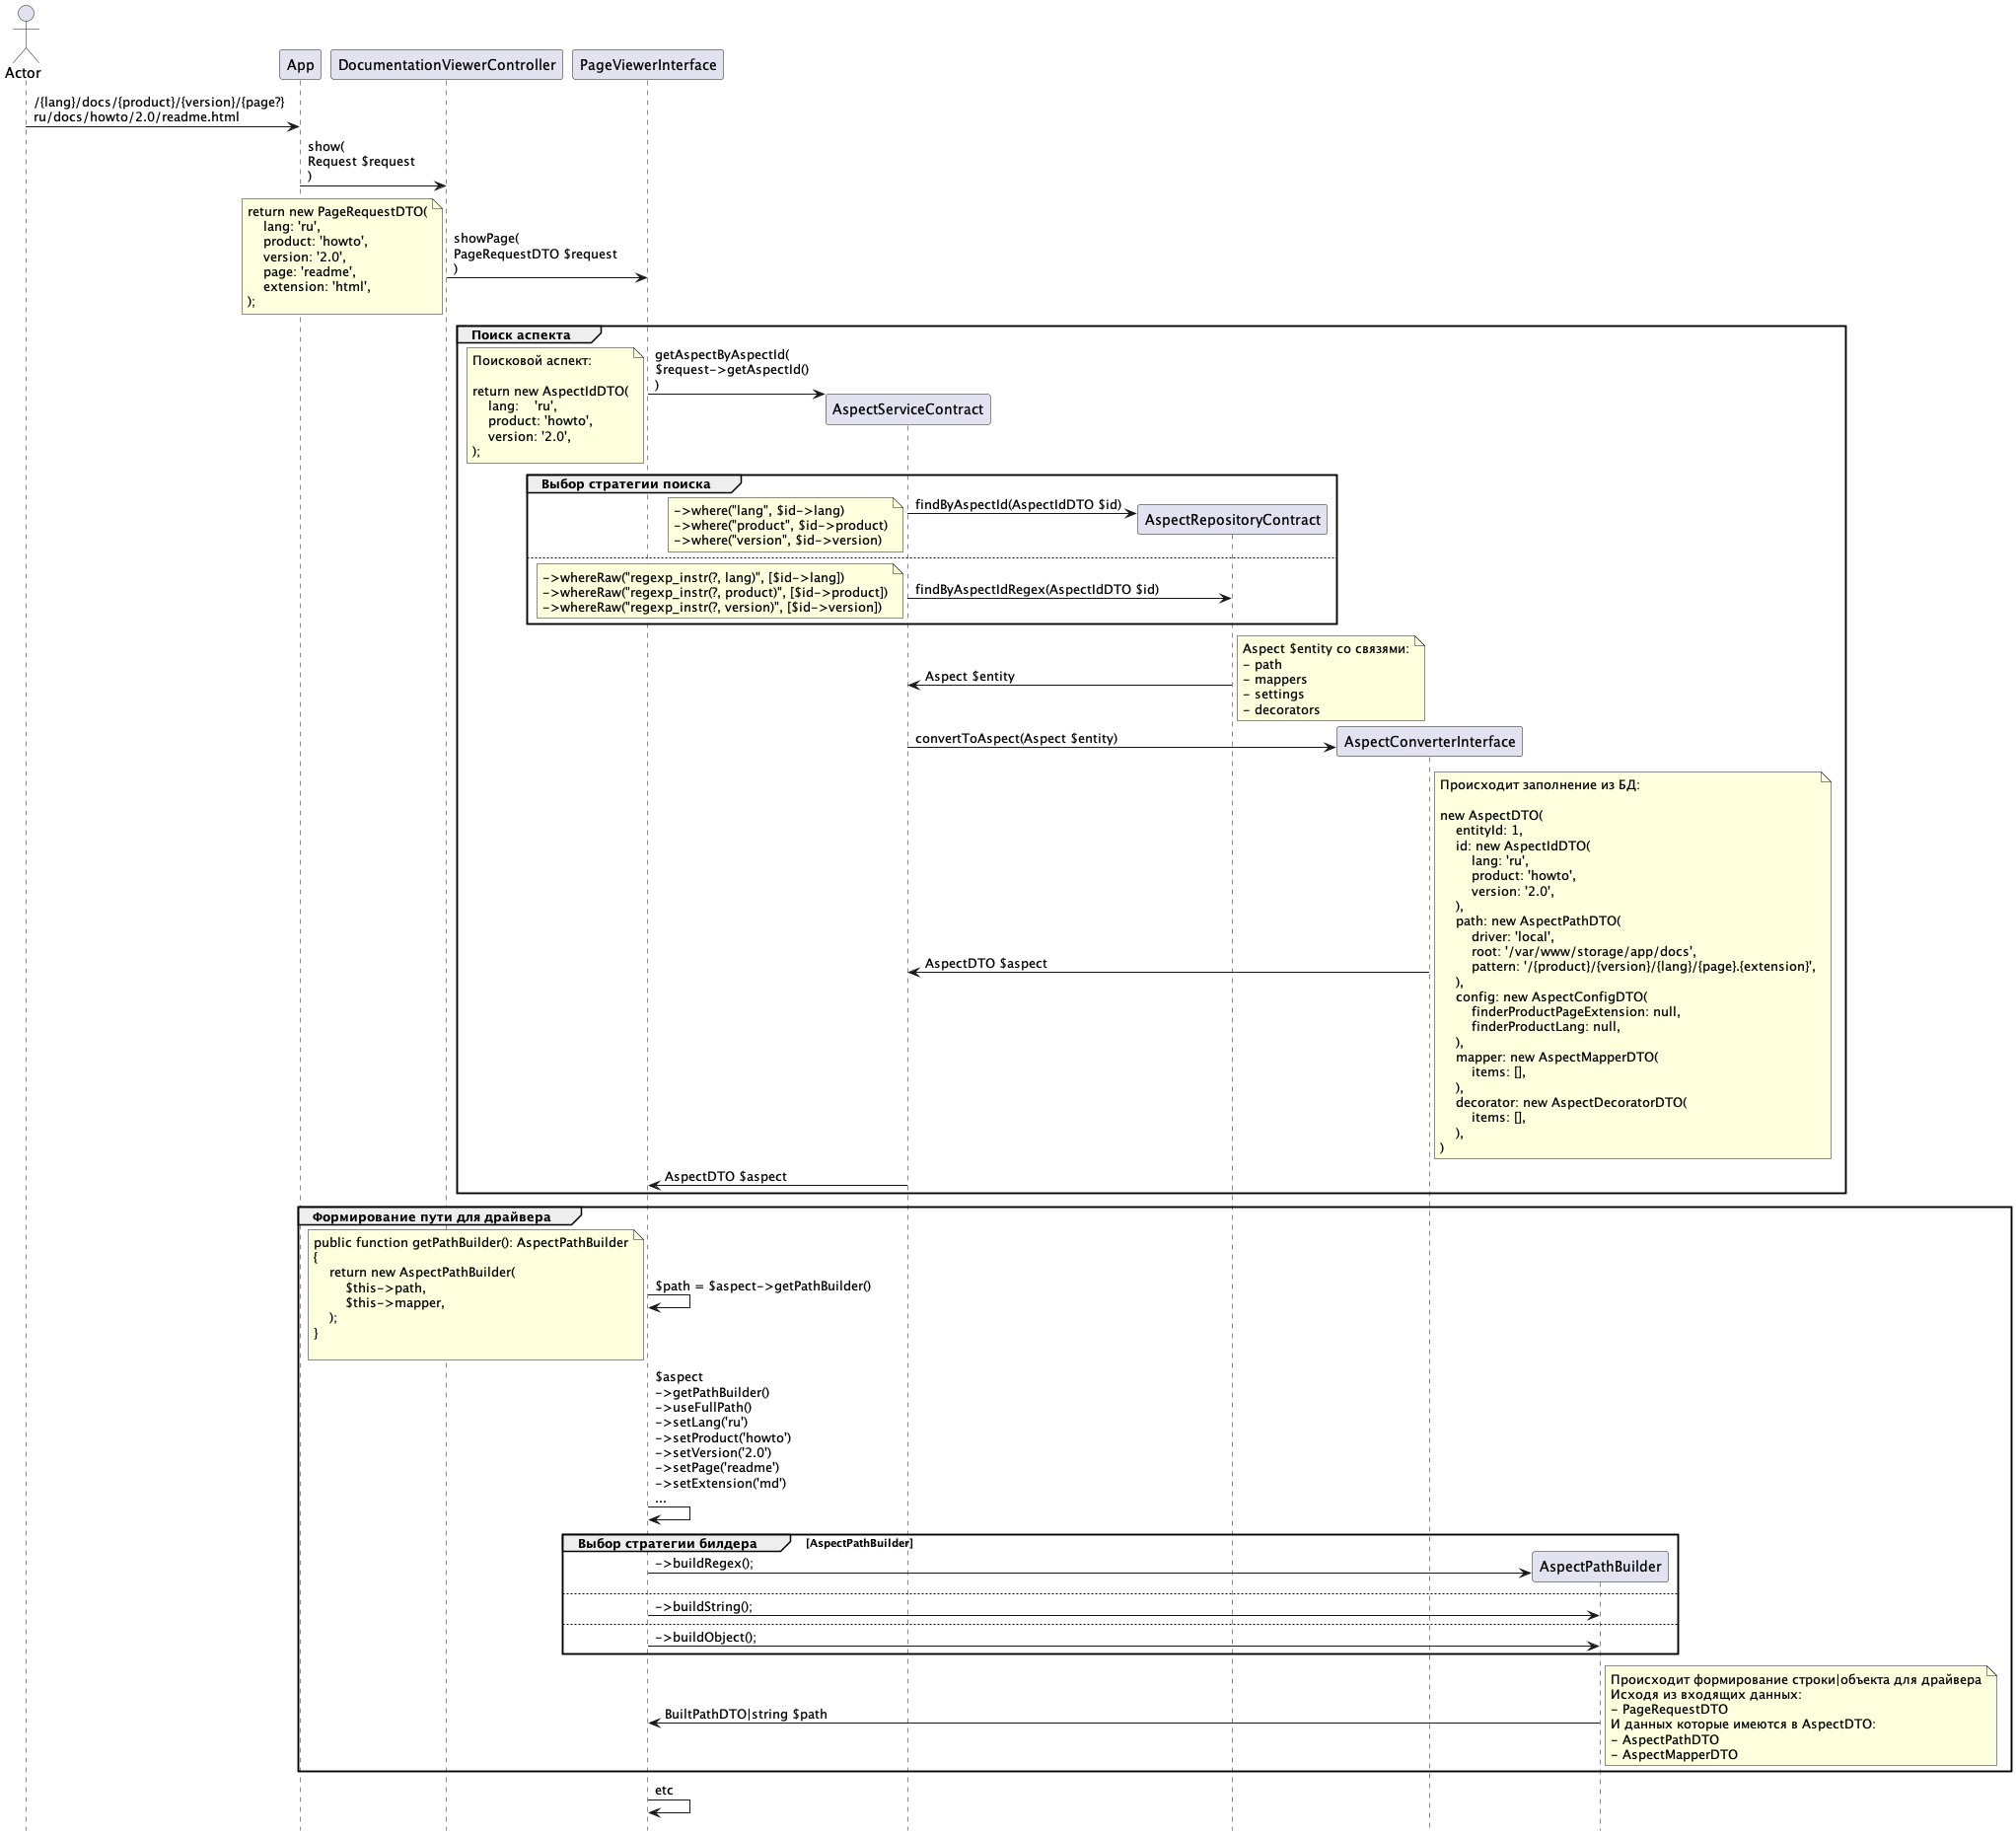 Actor
App
DocumentationViewerController
PageViewerInterface
/{lang}/docs/{product}/{version}/{page?}
ru/docs/howto/2.0/readme.html
show(
Request $request
)
return new PageRequestDTO(
    lang: 'ru',
    product: 'howto',
    version: '2.0',
    page: 'readme',
    extension: 'html',
);
showPage(
PageRequestDTO $request
)
Поиск аспекта
Поисковой аспект:
return new AspectIdDTO(
    lang:    'ru',
    product: 'howto',
    version: '2.0',
);
getAspectByAspectId(
$request->getAspectId()
)
AspectServiceContract
Выбор стратегии поиска
->where("lang", $id->lang)
->where("product", $id->product)
->where("version", $id->version)
findByAspectId(AspectIdDTO $id)
AspectRepositoryContract
->whereRaw("regexp_instr(?, lang)", [$id->lang])
->whereRaw("regexp_instr(?, product)", [$id->product])
->whereRaw("regexp_instr(?, version)", [$id->version])
findByAspectIdRegex(AspectIdDTO $id)
Aspect $entity со связями:
- path
- mappers
- settings
- decorators
Aspect $entity
convertToAspect(Aspect $entity)
AspectConverterInterface
Происходит заполнение из БД:
new AspectDTO(
    entityId: 1,
    id: new AspectIdDTO(
        lang: 'ru',
        product: 'howto',
        version: '2.0',
    ),
    path: new AspectPathDTO(
        driver: 'local',
        root: '/var/www/storage/app/docs',
        pattern: '/{product}/{version}/{lang}/{page}.{extension}',
    ),
    config: new AspectConfigDTO(
        finderProductPageExtension: null,
        finderProductLang: null,
    ),
    mapper: new AspectMapperDTO(
        items: [],
    ),
    decorator: new AspectDecoratorDTO(
        items: [],
    ),
)
AspectDTO $aspect
AspectDTO $aspect
Формирование пути для драйвера
public function getPathBuilder(): AspectPathBuilder
{
    return new AspectPathBuilder(
        $this->path,
        $this->mapper,
    );
}
$path = $aspect->getPathBuilder()
$aspect
->getPathBuilder()
->useFullPath()
->setLang('ru')
->setProduct('howto')
->setVersion('2.0')
->setPage('readme')
->setExtension('md')
...
Выбор стратегии билдера [AspectPathBuilder]
->buildRegex();
AspectPathBuilder
->buildString();
->buildObject();
Происходит формирование строки|объекта для драйвера
Исходя из входящих данных:
- PageRequestDTO
И данных которые имеются в AspectDTO:
- AspectPathDTO
- AspectMapperDTO
BuiltPathDTO|string $path
etc